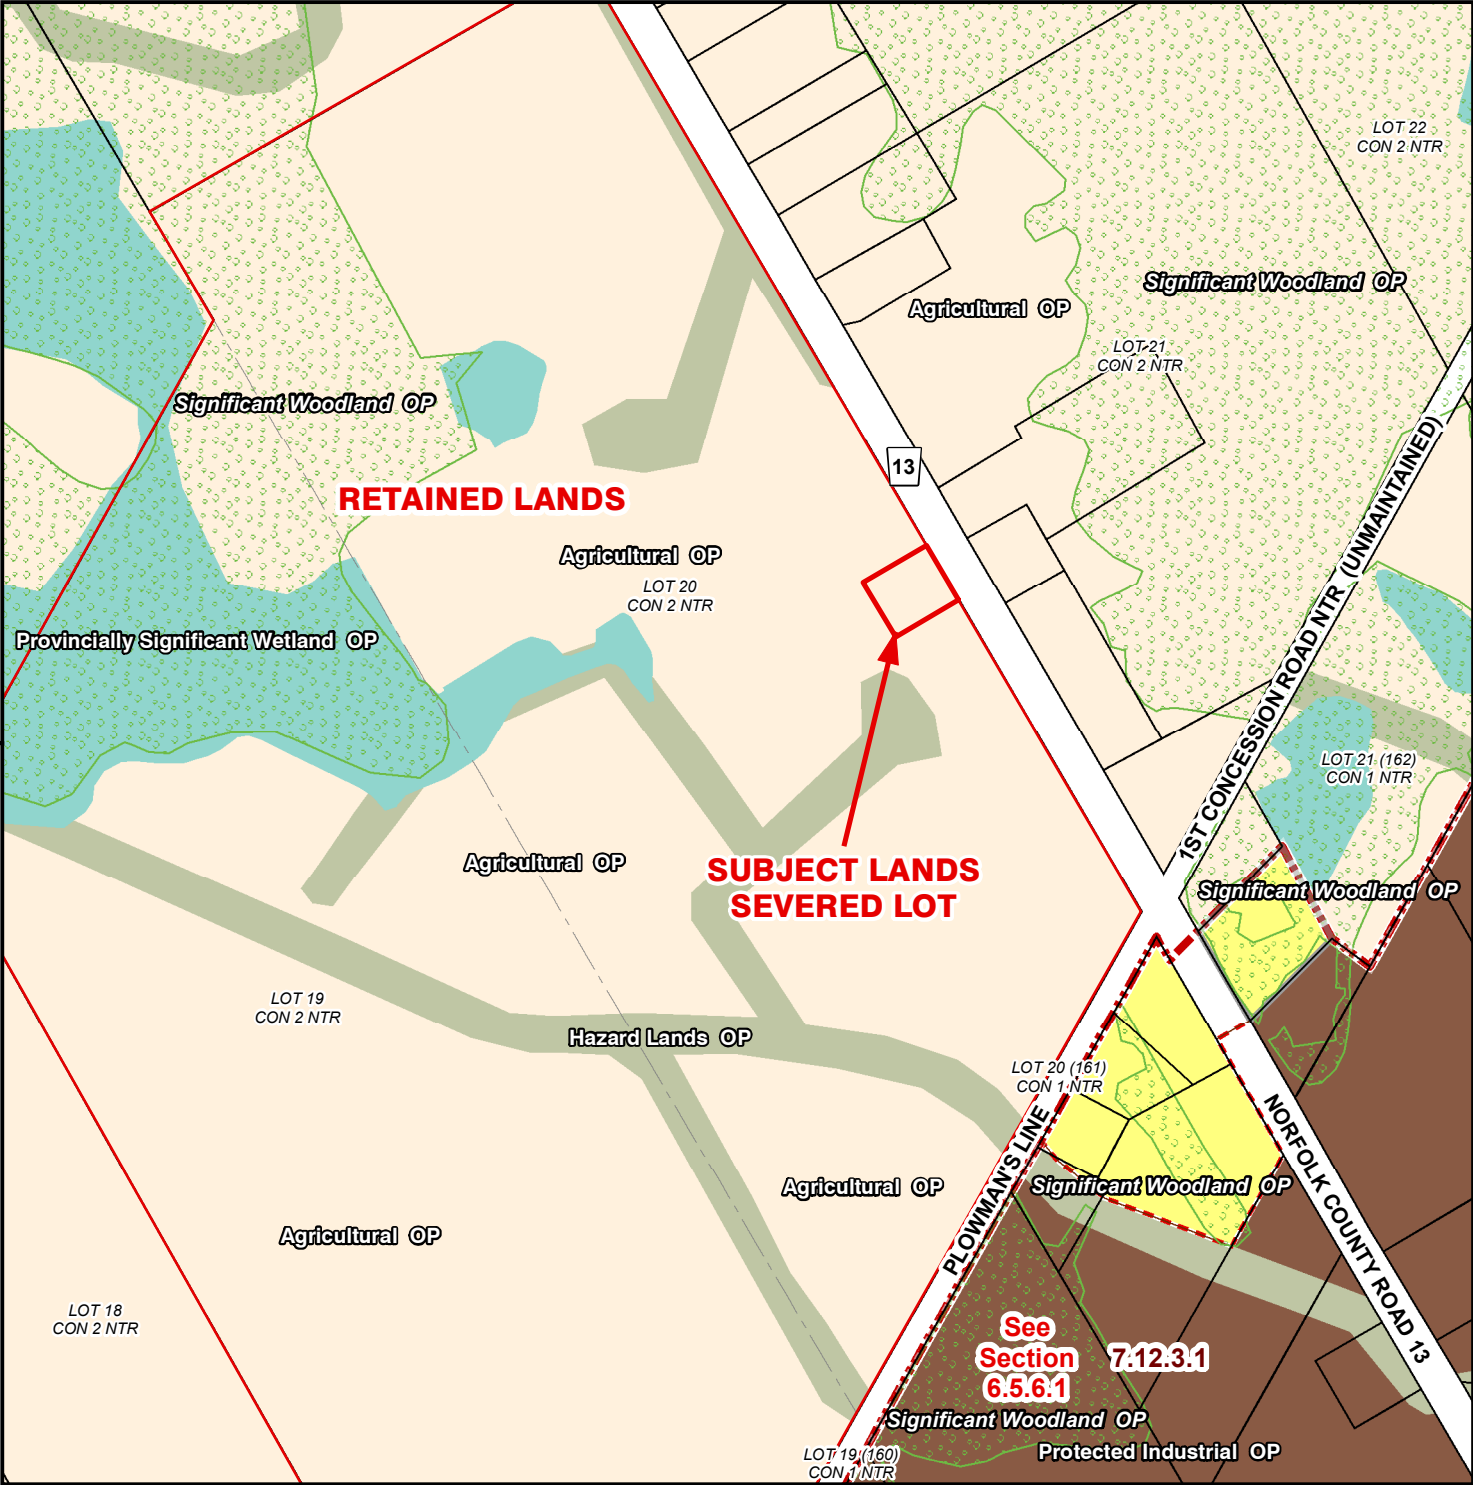 LOT 22
CON 2 NTR
Significant Woodland OP
Agricultural OP
LOT 21
CON 2 NTR
Significant Woodland OP
13
RETAINED LANDS
Agricultural OP
LOT 20
CON 2 NTR
1ST CONCESSION ROAD NTR (UNMAINTAINED)
Provincially Significant Wetland OP
LOT 21 (162)
CON 1 NTR
Agricultural OP
SUBJECT LANDS
SEVERED LOT
Significant Woodland OP
LOT 19
CON 2 NTR
Hazard Lands OP
LOT 20 (161)
CON 1 NTR
PLOWMAN'S LINE
NORFOLK COUNTY ROAD 13
Agricultural OP
Significant Woodland OP
Agricultural OP
LOT 18
CON 2 NTR
See
Section
6.5.6.1
7.12.3.1
Significant Woodland OP
Protected Industrial OP
LOT 19 (160)
CON 1 NTR